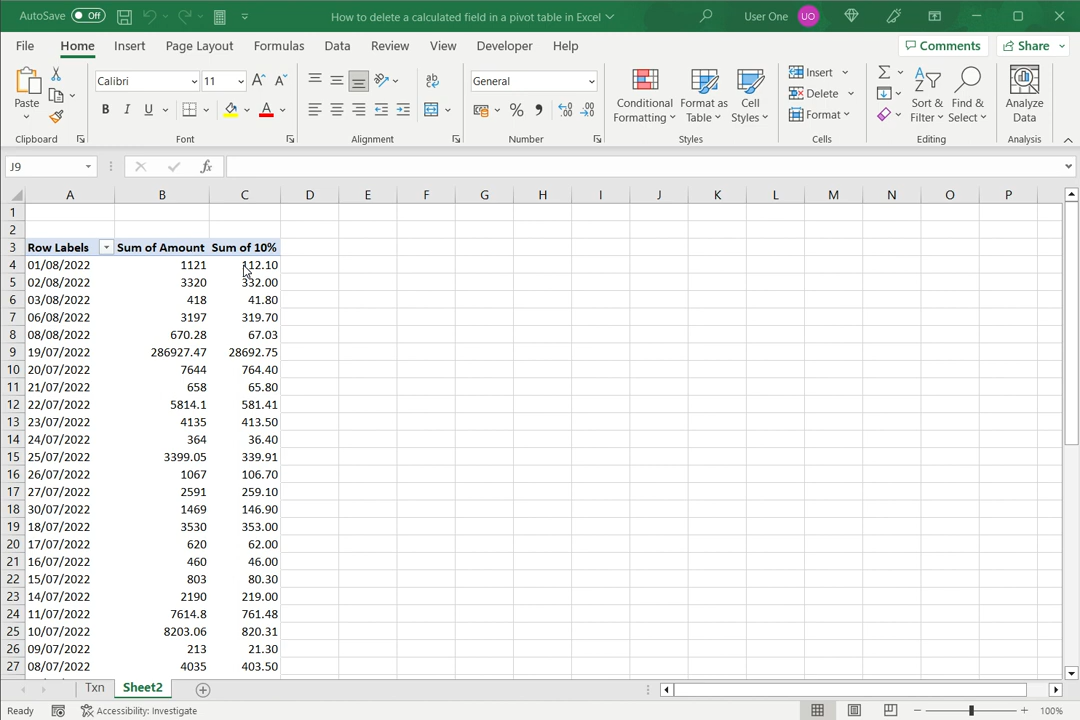 AutoSave Off How to delete a calculated field in a pivot table in Excel User One UO
File Home Insert Page Layout Formulas Data Review View Developer Help Comments Share
Paste Calibri 11 General Conditional Formatting Format as Table Cell Styles Insert Delete Format Sort & Filter Find & Select Analyze Data
Clipboard Font Alignment Number Styles Cells Editing Analysis
J9 fx
A B C D E F G H I J K L M N O P
1
2
3 Row Labels Sum of Amount Sum of 10%
4 01/08/2022 1121 112.10
5 02/08/2022 3320 332.00
6 03/08/2022 418 41.80
7 06/08/2022 3197 319.70
8 08/08/2022 670.28 67.03
9 19/07/2022 286927.47 28692.75
10 20/07/2022 7644 764.40
11 21/07/2022 658 65.80
12 22/07/2022 5814.1 581.41
13 23/07/2022 4135 413.50
14 24/07/2022 364 36.40
15 25/07/2022 3399.05 339.91
16 26/07/2022 1067 106.70
17 27/07/2022 2591 259.10
18 30/07/2022 1469 146.90
19 18/07/2022 3530 353.00
20 17/07/2022 620 62.00
21 16/07/2022 460 46.00
22 15/07/2022 803 80.30
23 14/07/2022 2190 219.00
24 11/07/2022 7614.8 761.48
25 10/07/2022 8203.06 820.31
26 09/07/2022 213 21.30
27 08/07/2022 4035 403.50
Txn Sheet2
Ready Accessibility: Investigate 100%